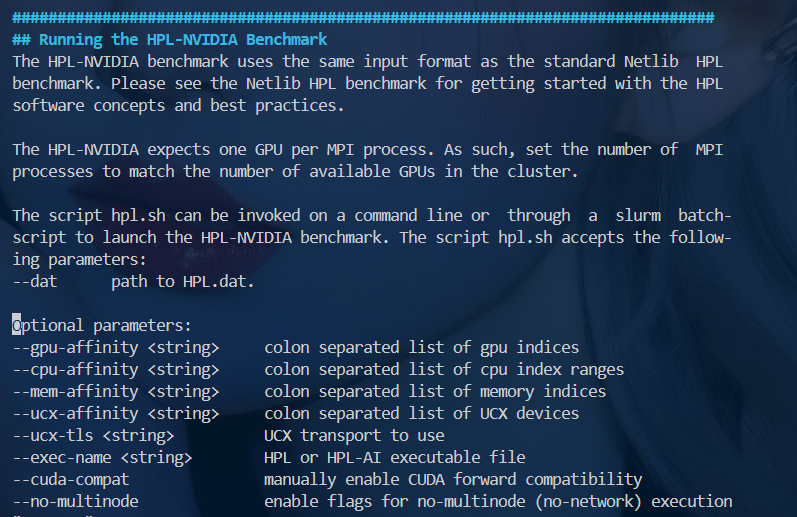 ##############################################################################
## Running the HPL-NVIDIA Benchmark
The HPL-NVIDIA benchmark uses the same input format as the standard Netlib  HPL
benchmark. Please see the Netlib HPL benchmark for getting started with the HPL
software concepts and best practices.
The HPL-NVIDIA expects one GPU per MPI process. As such, set the number of  MPI
processes to match the number of available GPUs in the cluster.
The script hpl.sh can be invoked on a command line or  through  a  slurm  batch-
script to launch the HPL-NVIDIA benchmark. The script hpl.sh accepts the follow-
ing parameters:
--dat      path to HPL.dat.
Optional parameters:
--gpu-affinity <string>     colon separated list of gpu indices
--cpu-affinity <string>     colon separated list of cpu index ranges
--mem-affinity <string>     colon separated list of memory indices
--ucx-affinity <string>     colon separated list of UCX devices
--ucx-tls <string>          UCX transport to use
--exec-name <string>        HPL or HPL-AI executable file
--cuda-compat               manually enable CUDA forward compatibility
--no-multinode              enable flags for no-multinode (no-network) execution